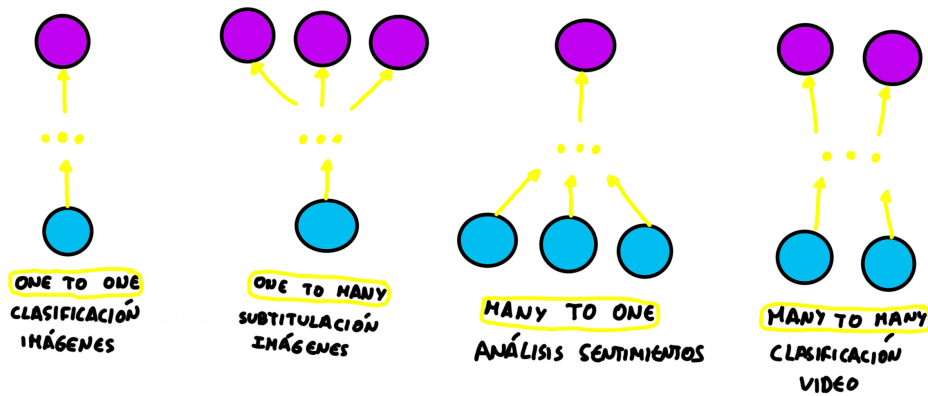 ONE TO ONE
CLASIFICACIÓN
IMÁGENES
ONE TO MANY
SUBTITULACIÓN
IMÁGENES
MANY TO ONE
ANÁLISIS SENTIMIENTOS
MANY TO MANY
CLASIFICACIÓN
VIDEO